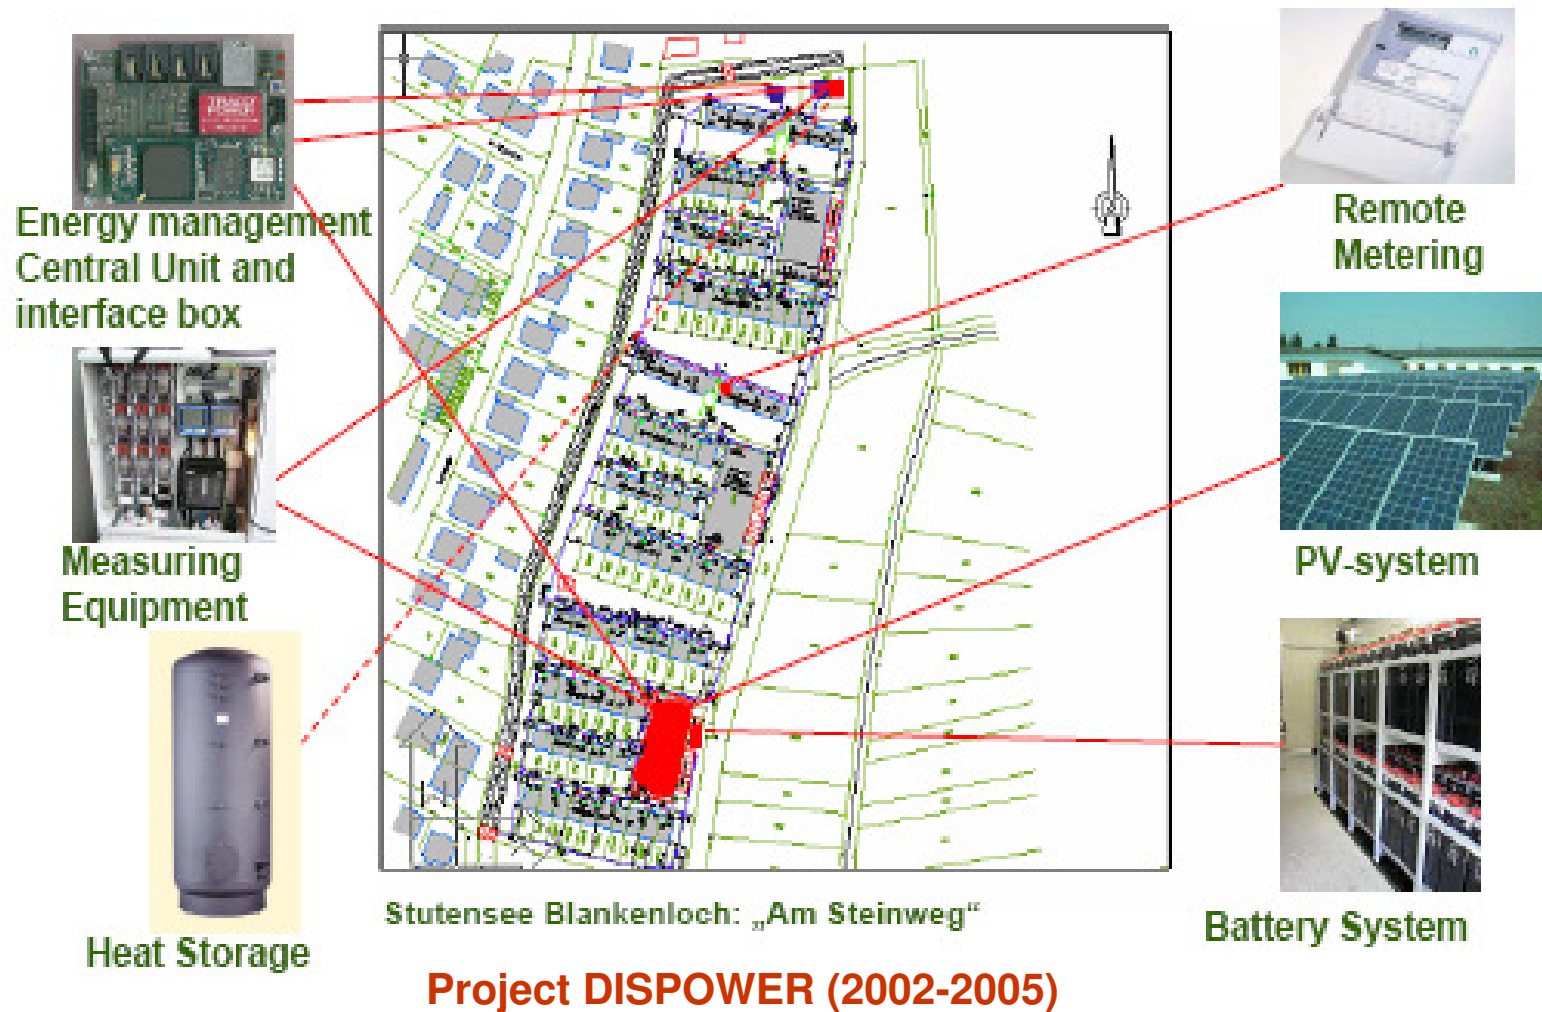 Energy management
Central Unit and
interface box
Measuring
Equipment
Heat Storage
Remote
Metering
PV-system
Battery System
Stutensee Blankenloch: „Am Steinweg“
Project DISPOWER (2002-2005)